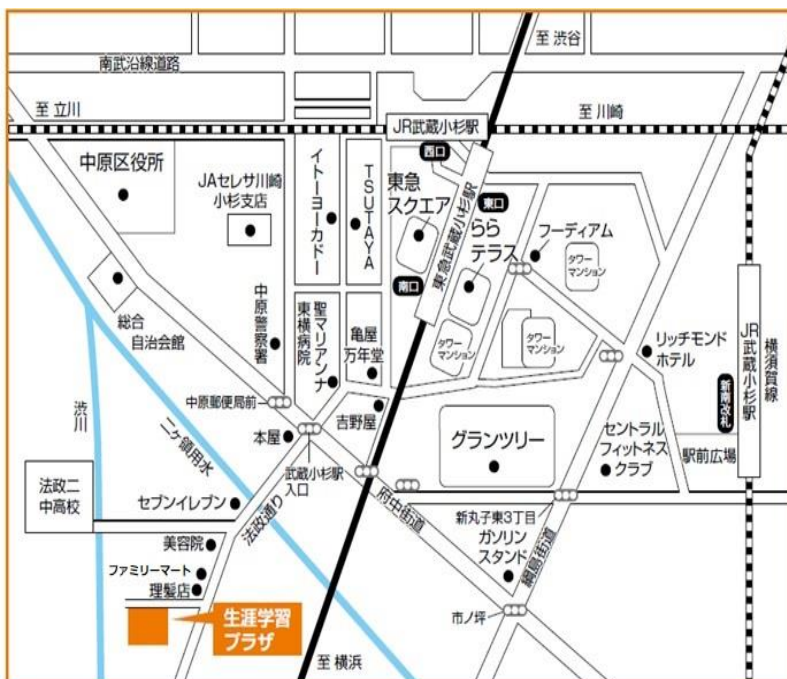 至 渋谷
南武沿線道路
至 立川
至 川崎
JR武蔵小杉駅
西口
中原区役所
JAセレサ川崎
小杉支店
イトーヨーカドー
TSUTAYA
東急
スクエア
東急武蔵小杉駅
東口
らら
テラス
フーディアム
タワー
マンション
南口
総合
自治会館
中原警察署
聖マリアンナ
東横病院
亀屋
万年堂
タワー
マンション
タワー
マンション
リッチモンド
ホテル
JR武蔵小杉駅
横須賀線
新南改札
渋川
二ヶ領用水
中原郵便局前
吉野屋
本屋
武蔵小杉駅
入口
グランツリー
セントラル
フィットネス
クラブ
駅前広場
法政二
中高校
セブンイレブン
法政通り
府中街道
新丸子東3丁目
ガソリン
スタンド
綱島街道
美容院
ファミリーマート
理髪店
生涯学習
プラザ
市ノ坪
至 横浜